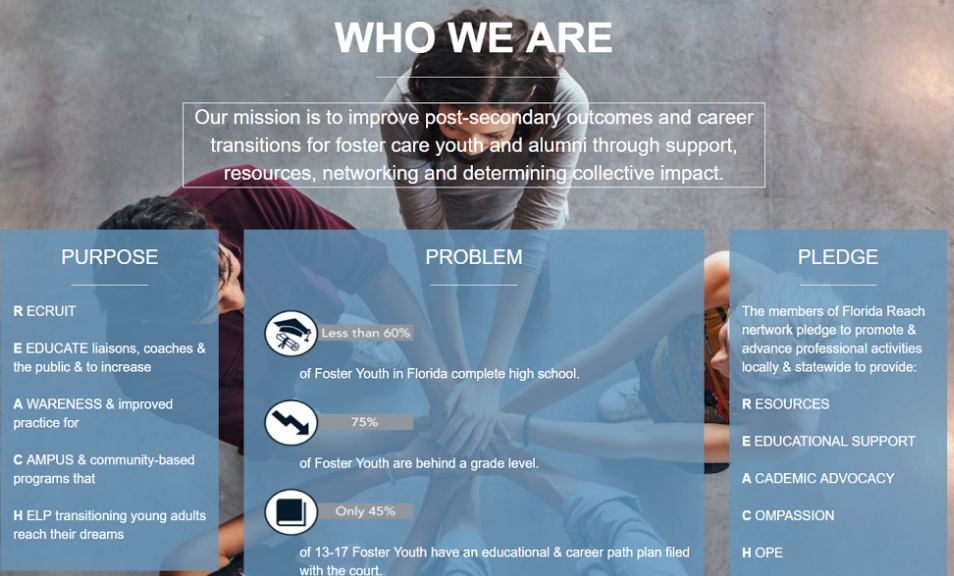 WHO WE ARE
Our mission is to improve post-secondary outcomes and career
transitions for foster care youth and alumni through support,
resources, networking and determining collective impact.
PURPOSE
R ECRUIT
E EDUCATE liaisons, coaches &
the public & to increase
A WARENESS & improved
practice for
C AMPUS & community-based
programs that
H ELP transitioning young adults
reach their dreams
PROBLEM
Less than 60%
of Foster Youth in Florida complete high school.
75%
of Foster Youth are behind a grade level.
Only 45%
of 13-17 Foster Youth have an educational & career path plan filed
with the court.
PLEDGE
The members of Florida Reach
nertwork pledge to promote &
advance professional activities
locally & statewide to provide:
R ESOURCES
E EDUCATIONAL SUPPORT
A CADEMIC ADVOCACY
C OMPASSION
H OPE